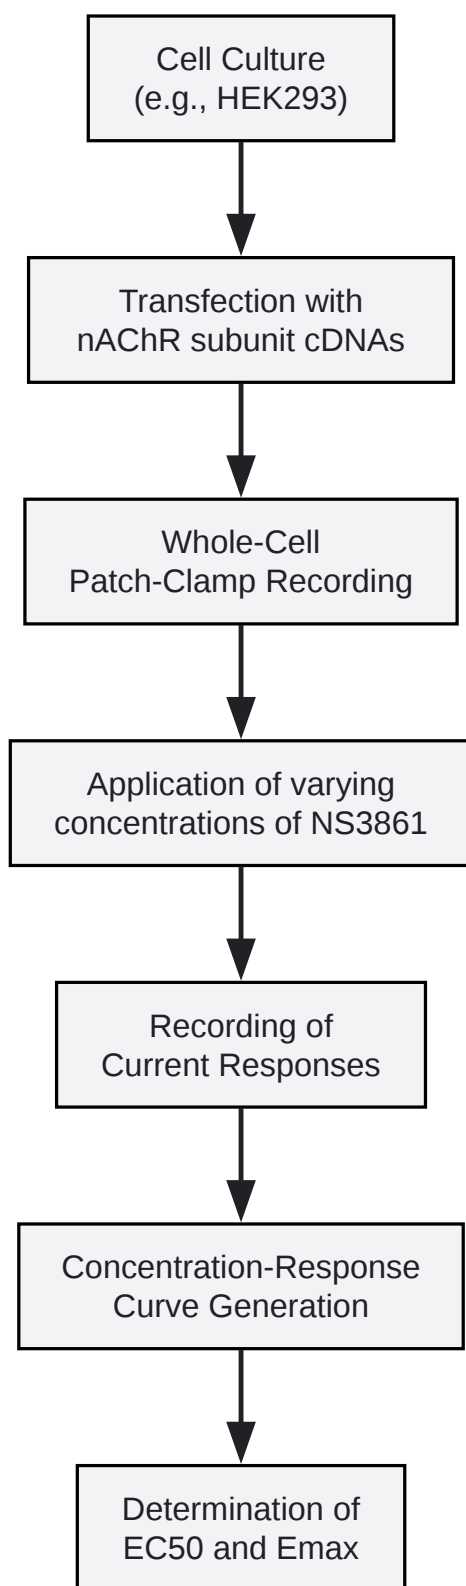 Cell Culture
(e.g., HEK293)
Transfection with
nAChR subunit cDNAs
Whole-Cell
Patch-Clamp Recording
Application of varying
concentrations of NS3861
Recording of
Current Responses
Concentration-Response
Curve Generation
Determination of
EC50 and Emax